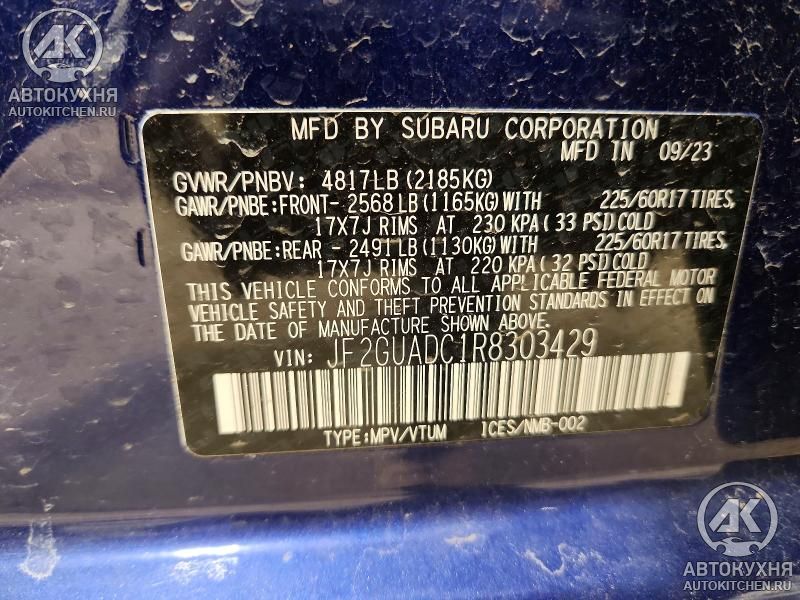 АК
АВТОКУХНЯ
AUTOKITCHEN.RU
MFD BY SUBARU CORPORATION
MFD IN 09/23
GVWR/PNBV: 4817LB (2185KG)
GAWR/PNBE: FRONT- 2568 LB (1165KG) WITH 225/60R17 TIRES,
17X7J RIMS AT 230 KPA ( 33 PSI) COLD
GAWR/PNBE: REAR - 2491 LB (1130KG) WITH 225/60R17 TIRES,
17X7J RIMS AT 220 KPA ( 32 PSI) COLD
THIS VEHICLE CONFORMS TO ALL APPLICABLE FEDERAL MOTOR
VEHICLE SAFETY AND THEFT PREVENTION STANDARDS IN EFFECT ON
THE DATE OF MANUFACTURE SHOWN ABOVE.
VIN: JF2GUADC1R8303429
TYPE: MPV/VTUM ICES/NMB-002
АК
АВТОКУХНЯ
AUTOKITCHEN.RU